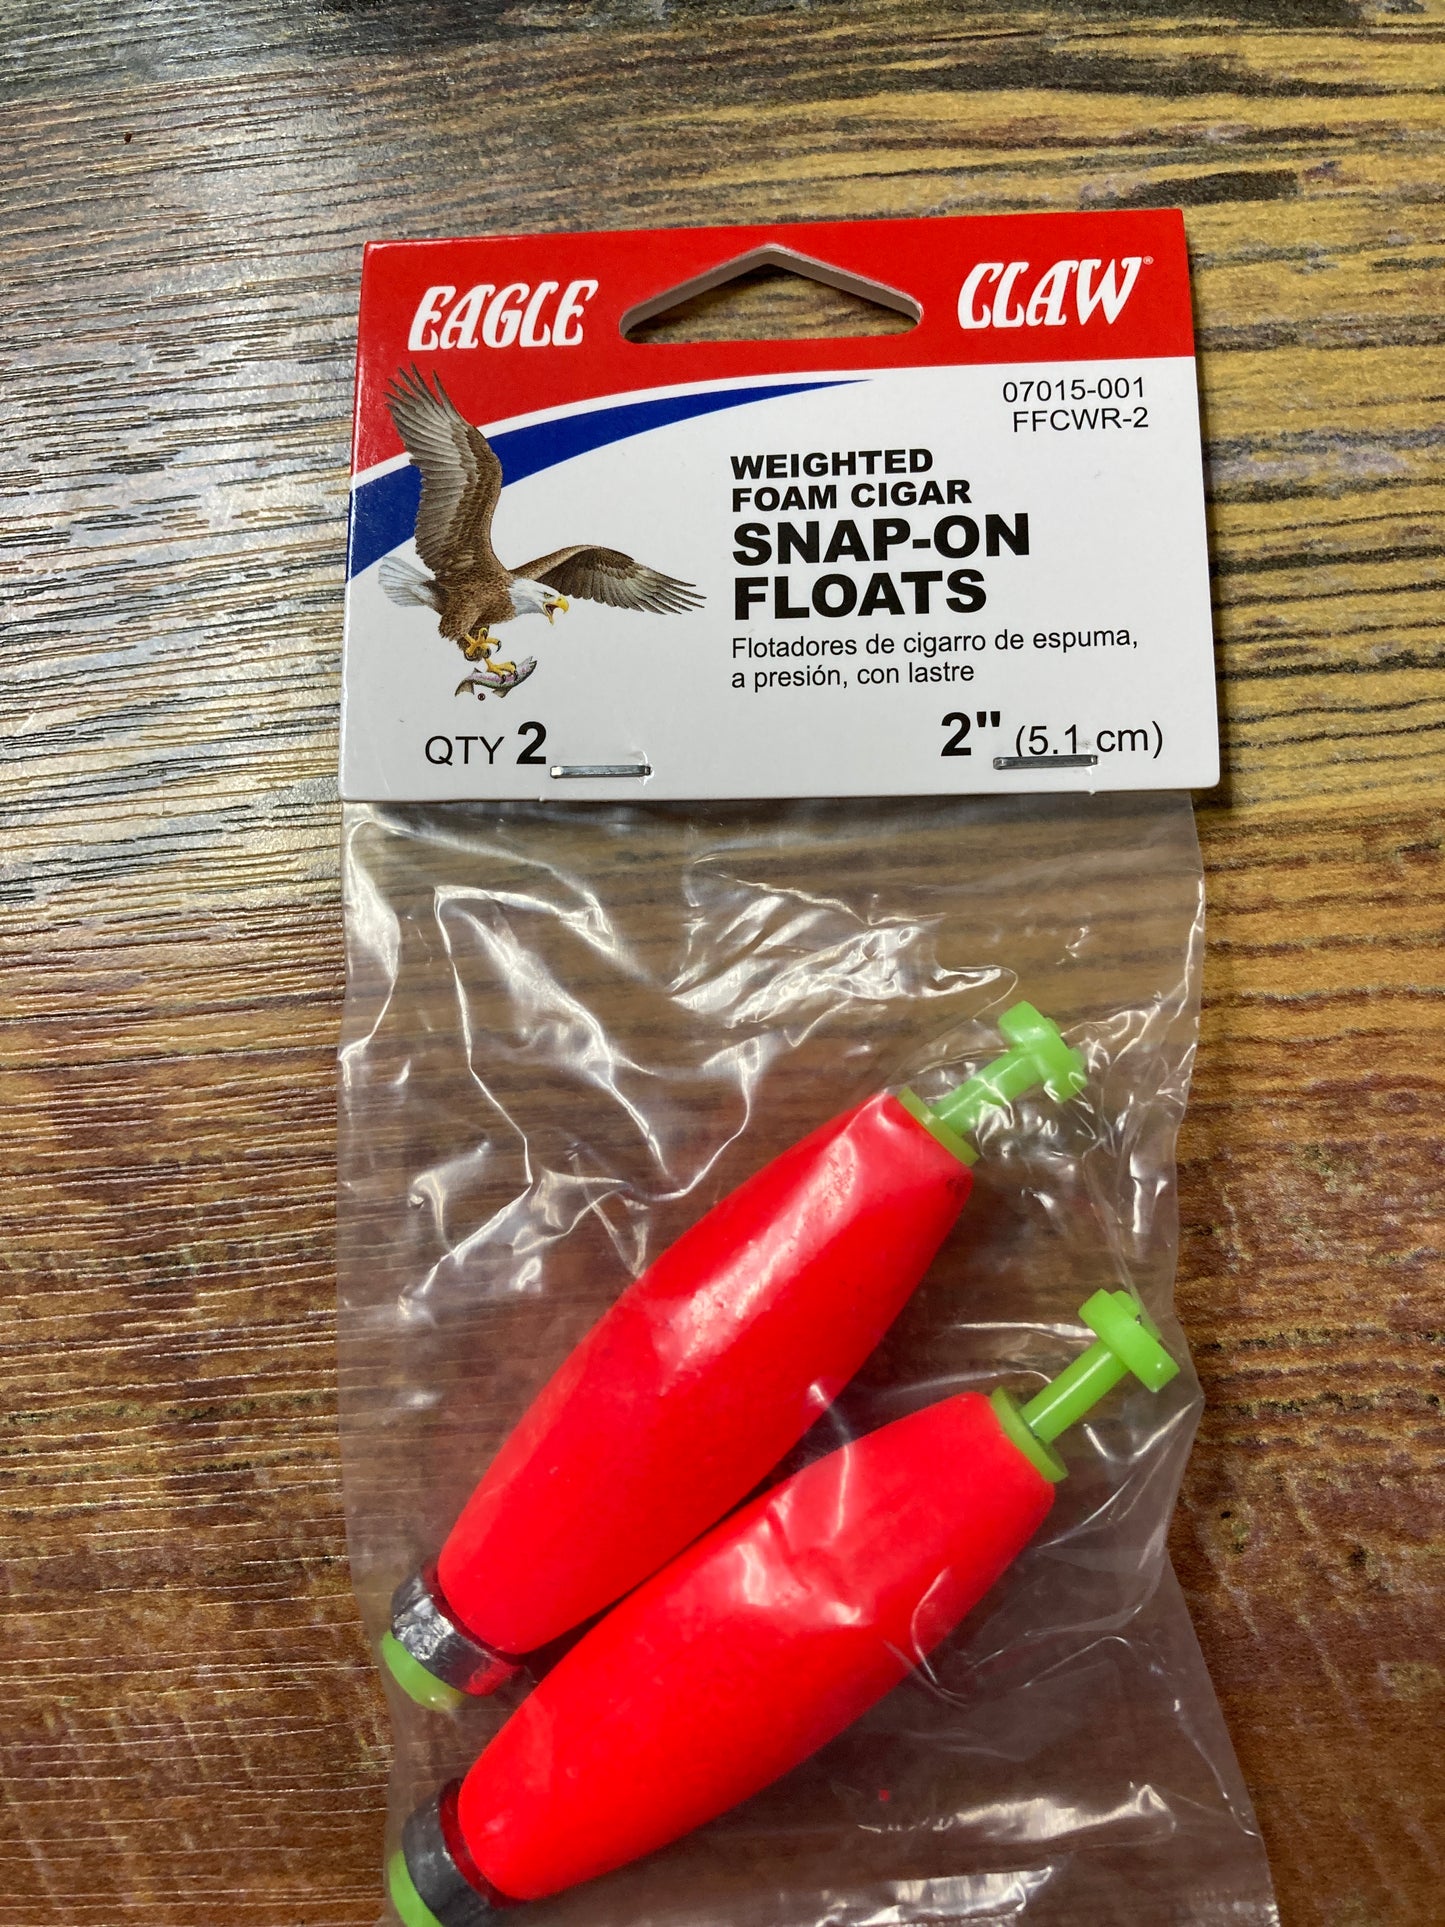 EAGLE CLAW®
07015-001
FFCWR-2
WEIGHTED
FOAM CIGAR
SNAP-ON
FLOATS
Flotadores de cigarro de espuma,
a presión, con lastre
®
QTY 2
2" (5.1 cm)